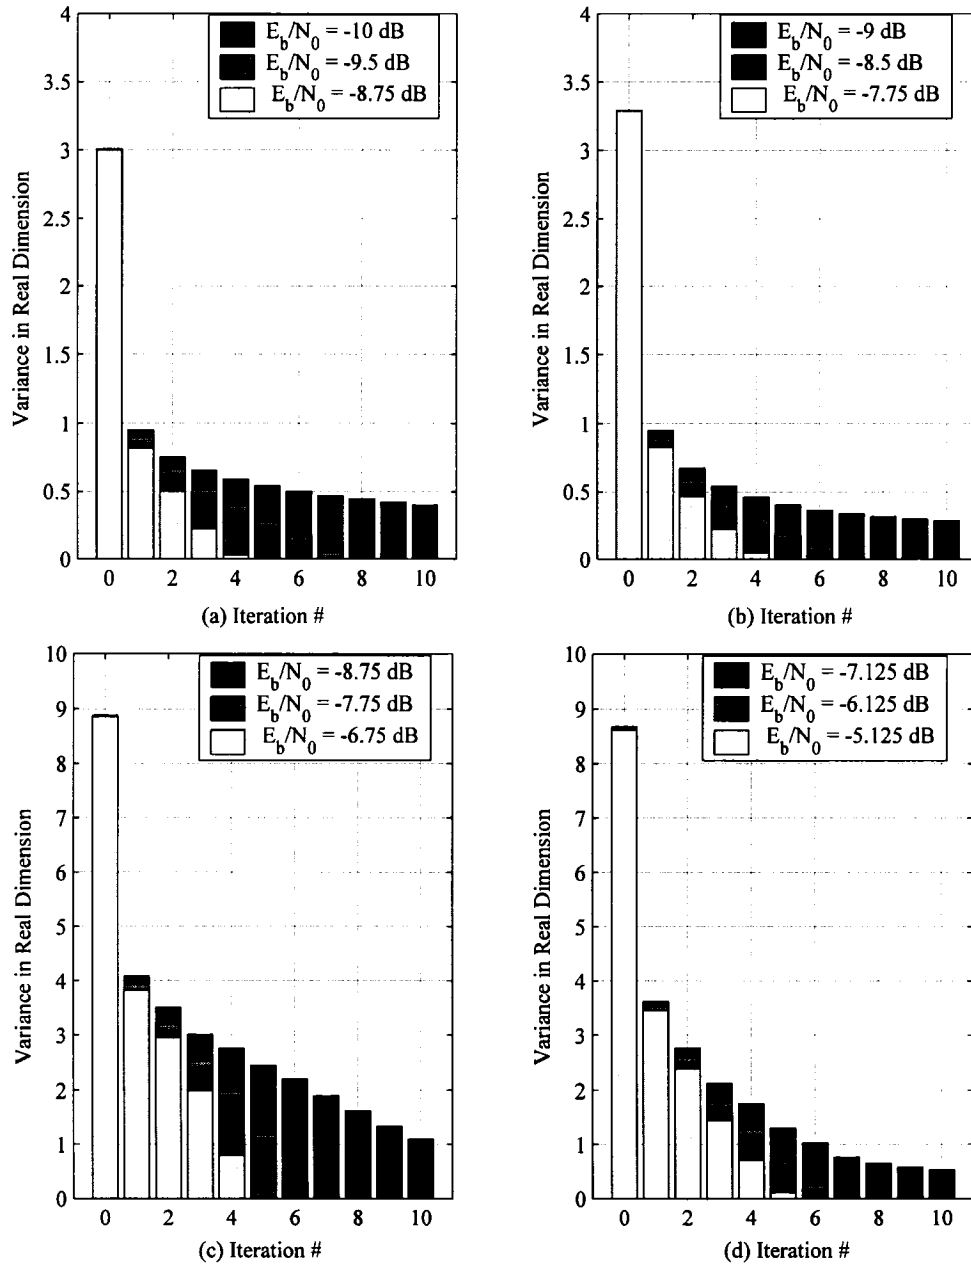 4
3.5
3
2.5
2
1.5
1
0.5
0
Variance in Real Dimension
E_b/N_0 = -10 dB
E_b/N_0 = -9.5 dB
E_b/N_0 = -8.75 dB
0 2 4 6 8 10
(a) Iteration #
4
3.5
3
2.5
2
1.5
1
0.5
0
Variance in Real Dimension
E_b/N_0 = -9 dB
E_b/N_0 = -8.5 dB
E_b/N_0 = -7.75 dB
0 2 4 6 8 10
(b) Iteration #
10
9
8
7
6
5
4
3
2
1
0
Variance in Real Dimension
E_b/N_0 = -8.75 dB
E_b/N_0 = -7.75 dB
E_b/N_0 = -6.75 dB
0 2 4 6 8 10
(c) Iteration #
10
9
8
7
6
5
4
3
2
1
0
Variance in Real Dimension
E_b/N_0 = -7.125 dB
E_b/N_0 = -6.125 dB
E_b/N_0 = -5.125 dB
0 2 4 6 8 10
(d) Iteration #